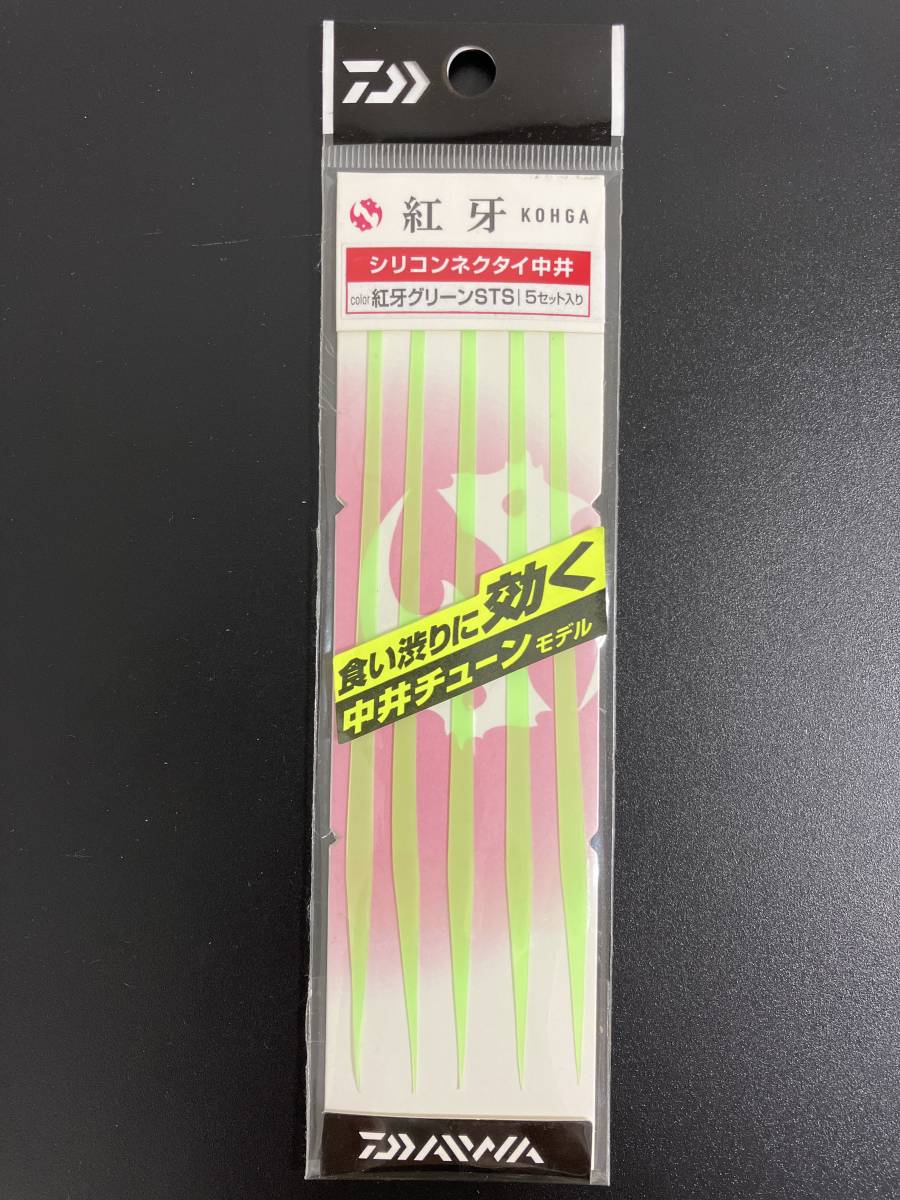 紅牙 KOHGA
シリコンネクタイ中井
color 紅牙グリーンSTS | 5セット入り
食い渋りに効く
中井チューンモデル
DAIWA